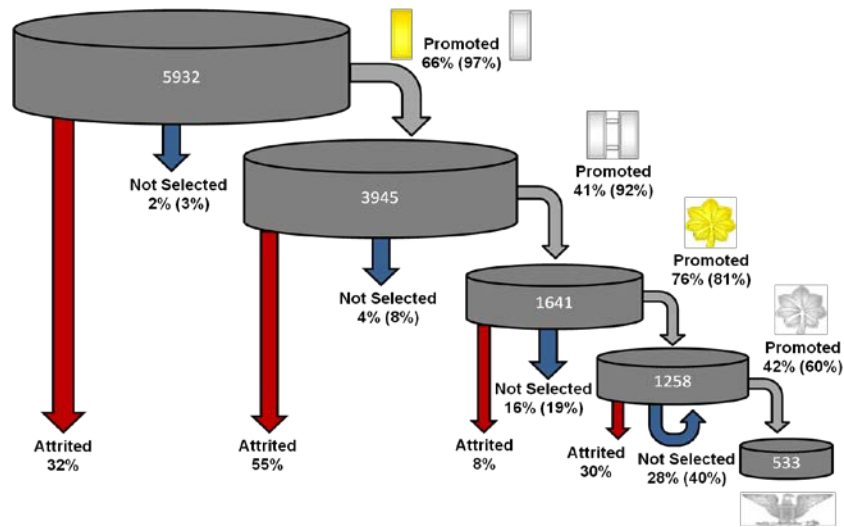 5932
Promoted
66% (97%)
Not Selected
2% (3%)
Attrited
32%
3945
Promoted
41% (92%)
Not Selected
4% (8%)
Attrited
55%
1641
Promoted
76% (81%)
Not Selected
16% (19%)
Attrited
8%
1258
Promoted
42% (60%)
Not Selected
28% (40%)
Attrited
30%
533